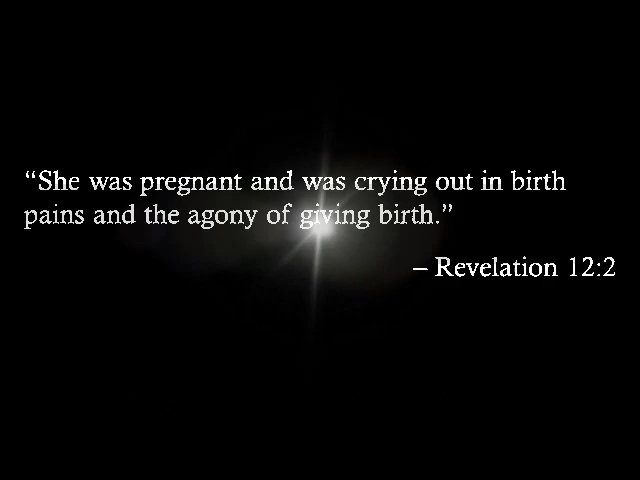 “She was pregnant and was crying out in birth
pains and the agony of giving birth.”
– Revelation 12:2